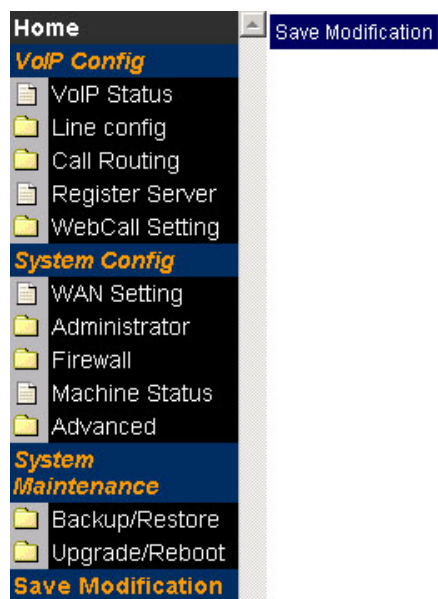 Home
VoIP Config
VoIP Status
Line config
Call Routing
Register Server
WebCall Setting
System Config
WAN Setting
Administrator
Firewall
Machine Status
Advanced
System
Maintenance
Backup/Restore
Upgrade/Reboot
Save Modification
Save Modification